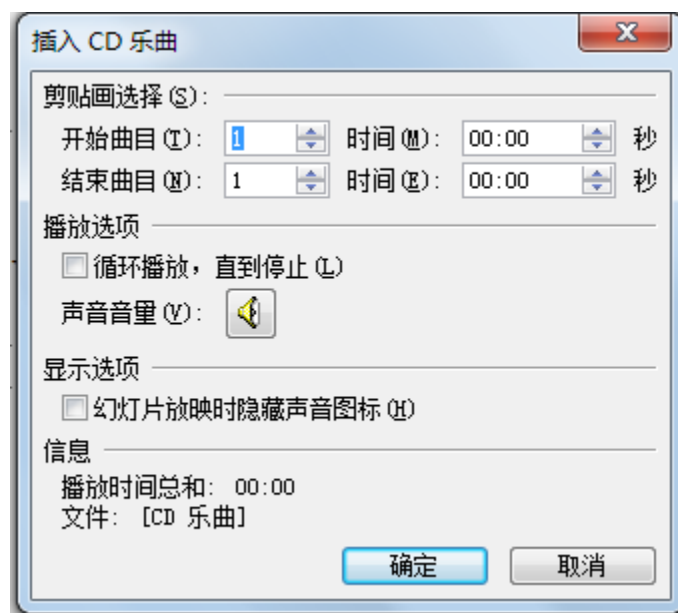 插入 CD 乐曲
剪贴画选择(S):
开始曲目(T): 1 时间(M): 00:00 秒
结束曲目(N): 1 时间(E): 00:00 秒
播放选项
循环播放，直到停止(L)
声音音量(V):
显示选项
幻灯片放映时隐藏声音图标(H)
信息
播放时间总和: 00:00
文件: [CD 乐曲]
确定 取消